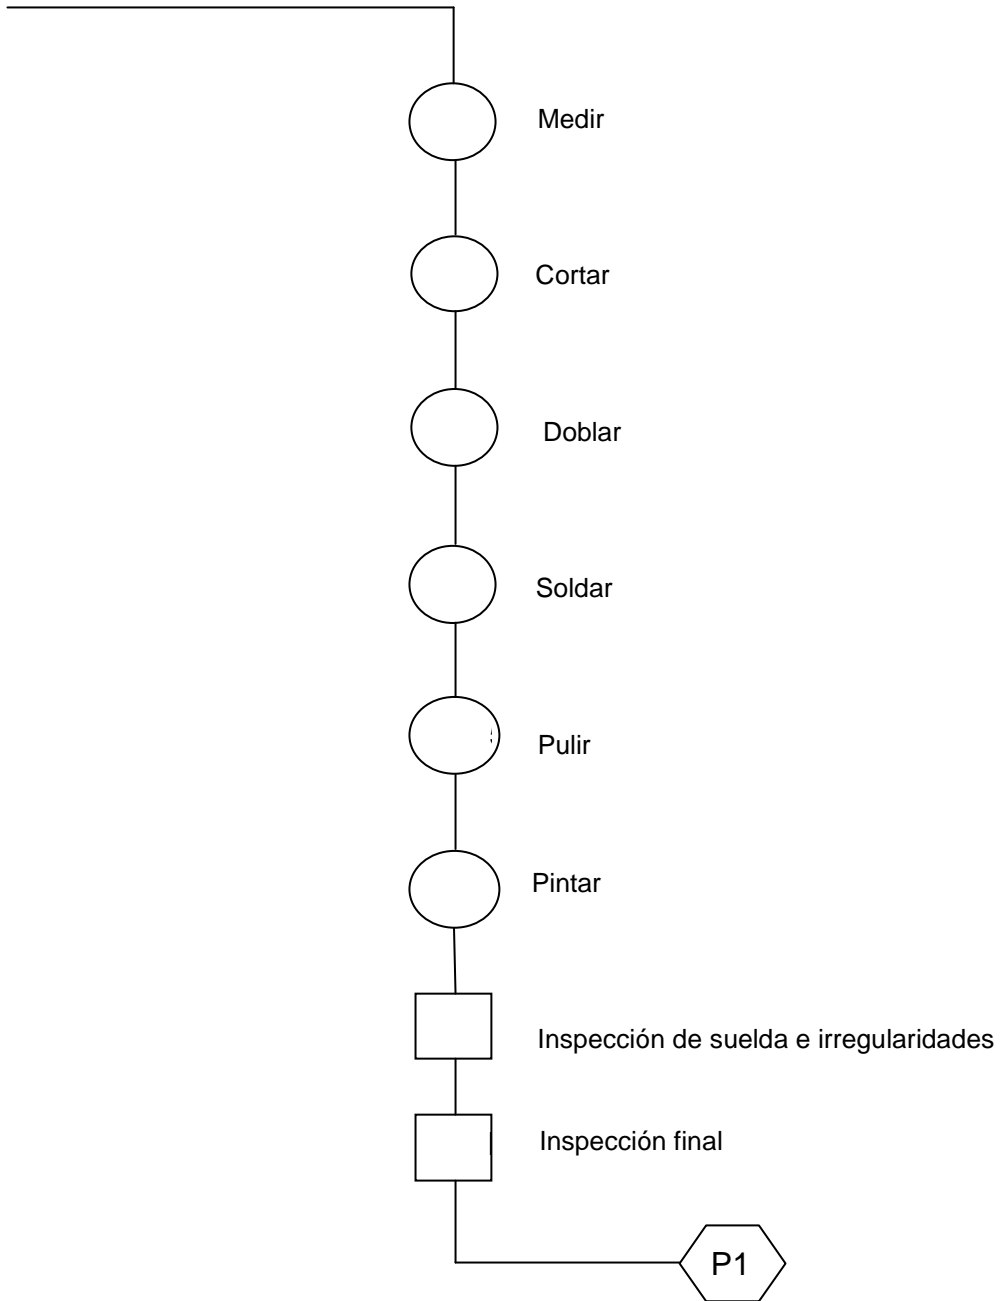 Medir
Cortar
Doblar
Soldar
Pulir
Pintar
Inspección de suelda e irregularidades
Inspección final
P1